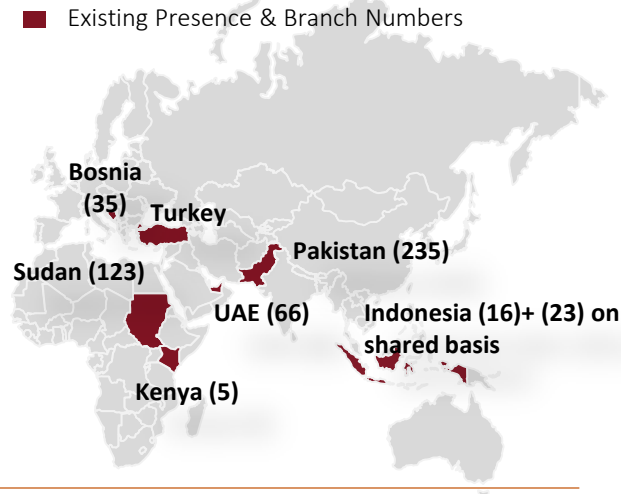 Existing Presence & Branch Numbers
Bosnia
(35)
Turkey
Pakistan (235)
Sudan (123)
UAE (66)
Indonesia (16)+ (23) on
shared basis
Kenya (5)